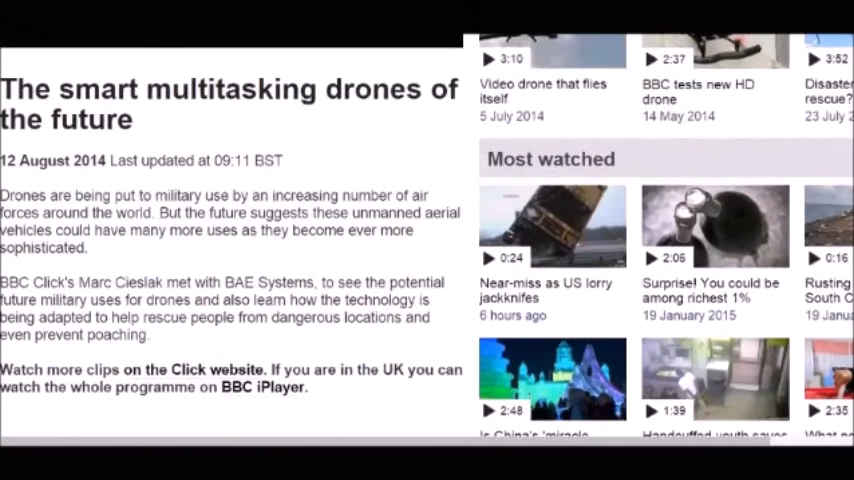 The smart multitasking drones of
the future
12 August 2014 Last updated at 09:11 BST
Drones are being put to military use by an increasing number of air
forces around the world. But the future suggests these unmanned aerial
vehicles could have many more uses as they become ever more
sophisticated.
BBC Click's Marc Cieslak met with BAE Systems, to see the potential
future military uses for drones and also learn how the technology is
being adapted to help rescue people from dangerous locations and
even prevent poaching.
Watch more clips on the Click website. If you are in the UK you can
watch the whole programme on BBC iPlayer.
3:10
Video drone that flies
itself
5 July 2014
2:37
BBC tests new HD
drone
14 May 2014
3:52
Disaster
rescue?
23 July 2
Most watched
0:24
Near-miss as US lorry
jackknifes
6 hours ago
2:06
Surprise! You could be
among richest 1%
19 January 2015
0:16
Rusting
South C
19 Janua
2:48
Is China's 'miracle
1:39
Handcuffed youth saves
2:35